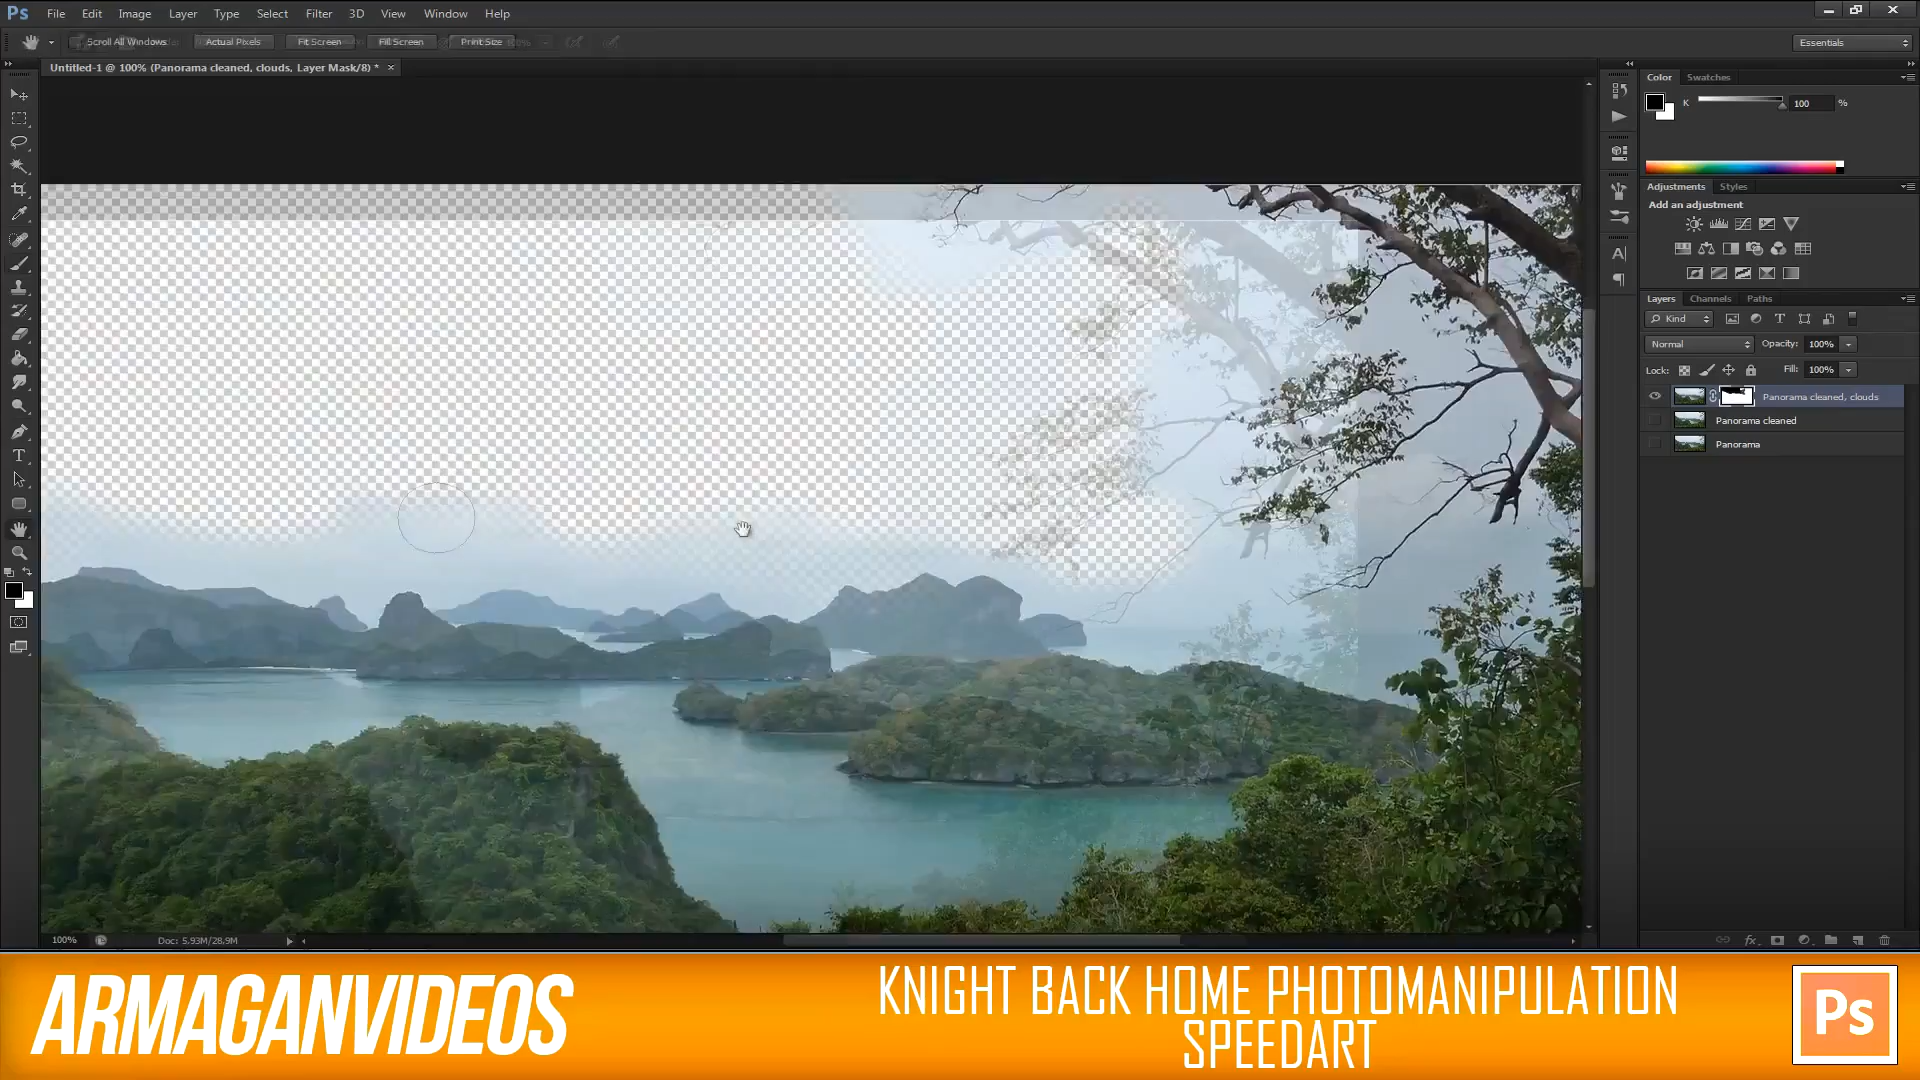 Ps File Edit Image Layer Type Select Filter 3D View Window Help
Scroll All Windows Actual Pixels Fit Screen Fill Screen Print Size 100% Essentials
Untitled-1 @ 100% (Panorama cleaned, clouds, Layer Mask/8) * ×
Color Swatches
K 100 %
Adjustments Styles
Add an adjustment
Layers Channels Paths
Kind
Normal Opacity: 100%
Lock: Fill: 100%
Panorama cleaned, clouds
Panorama cleaned
Panorama
100% Doc: 5,93M/28,9M
ARMAGANVIDEOS
KNIGHT BACK HOME PHOTOMANIPULATION
SPEEDART
Ps